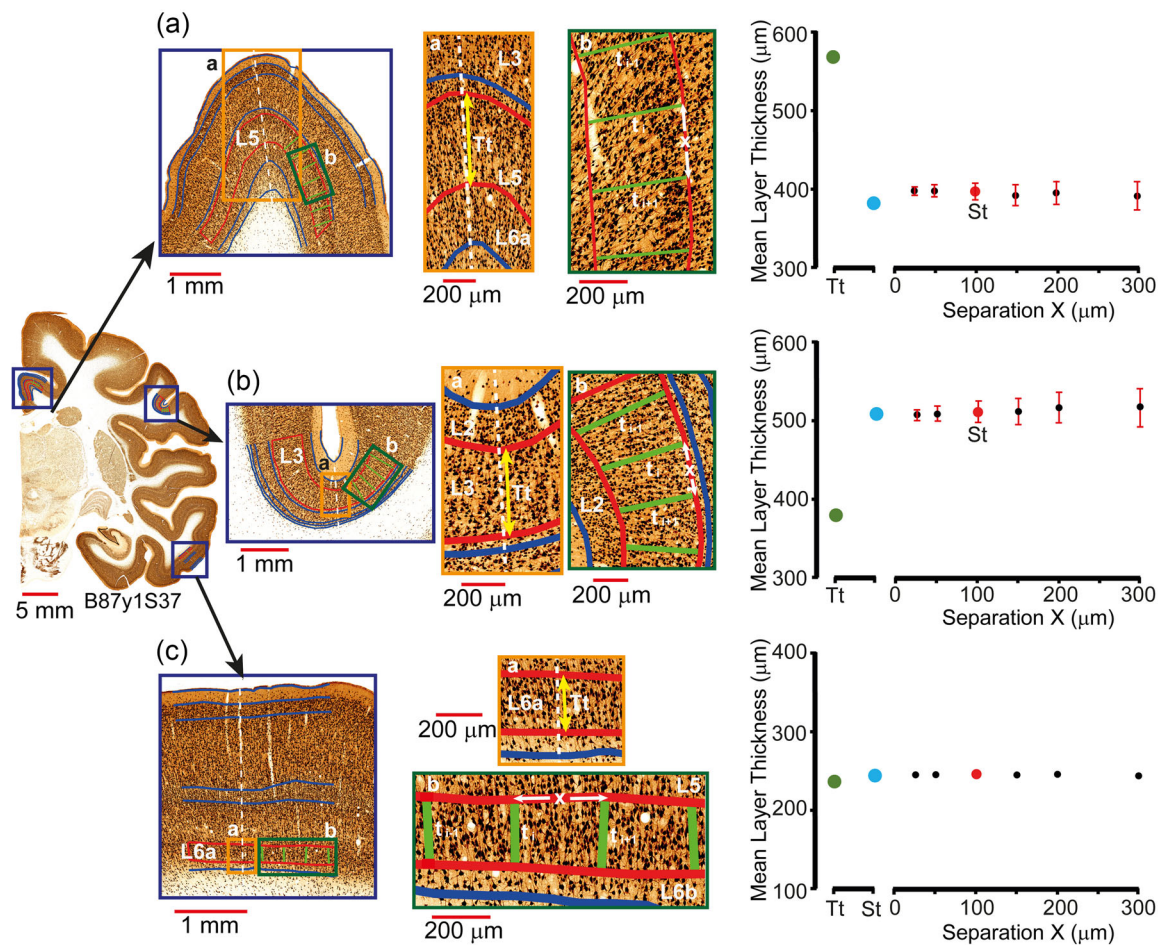 (a)
a
L5
b
1 mm
a
L3
Tt
L5
L6a
200 μm
b
t i-1
t i
X
t i+1
200 μm
Mean Layer Thickness (μm)
600
500
400
300
St
Tt
0 100 200 300
Separation X (μm)
5 mm
B87y1S37
(b)
L3
a
b
1 mm
a
L2
L3
Tt
200 μm
b
t i-1
t i
X
L2
t i+1
200 μm
Mean Layer Thickness (μm)
600
500
400
300
St
Tt
0 100 200 300
Separation X (μm)
(c)
a
b
L6a
1 mm
200 μm
a
L6a
Tt
b
L5
X
t i-1
t i
t i+1
L6b
200 μm
Mean Layer Thickness (μm)
400
300
200
100
Tt St
0 100 200 300
Separation X (μm)